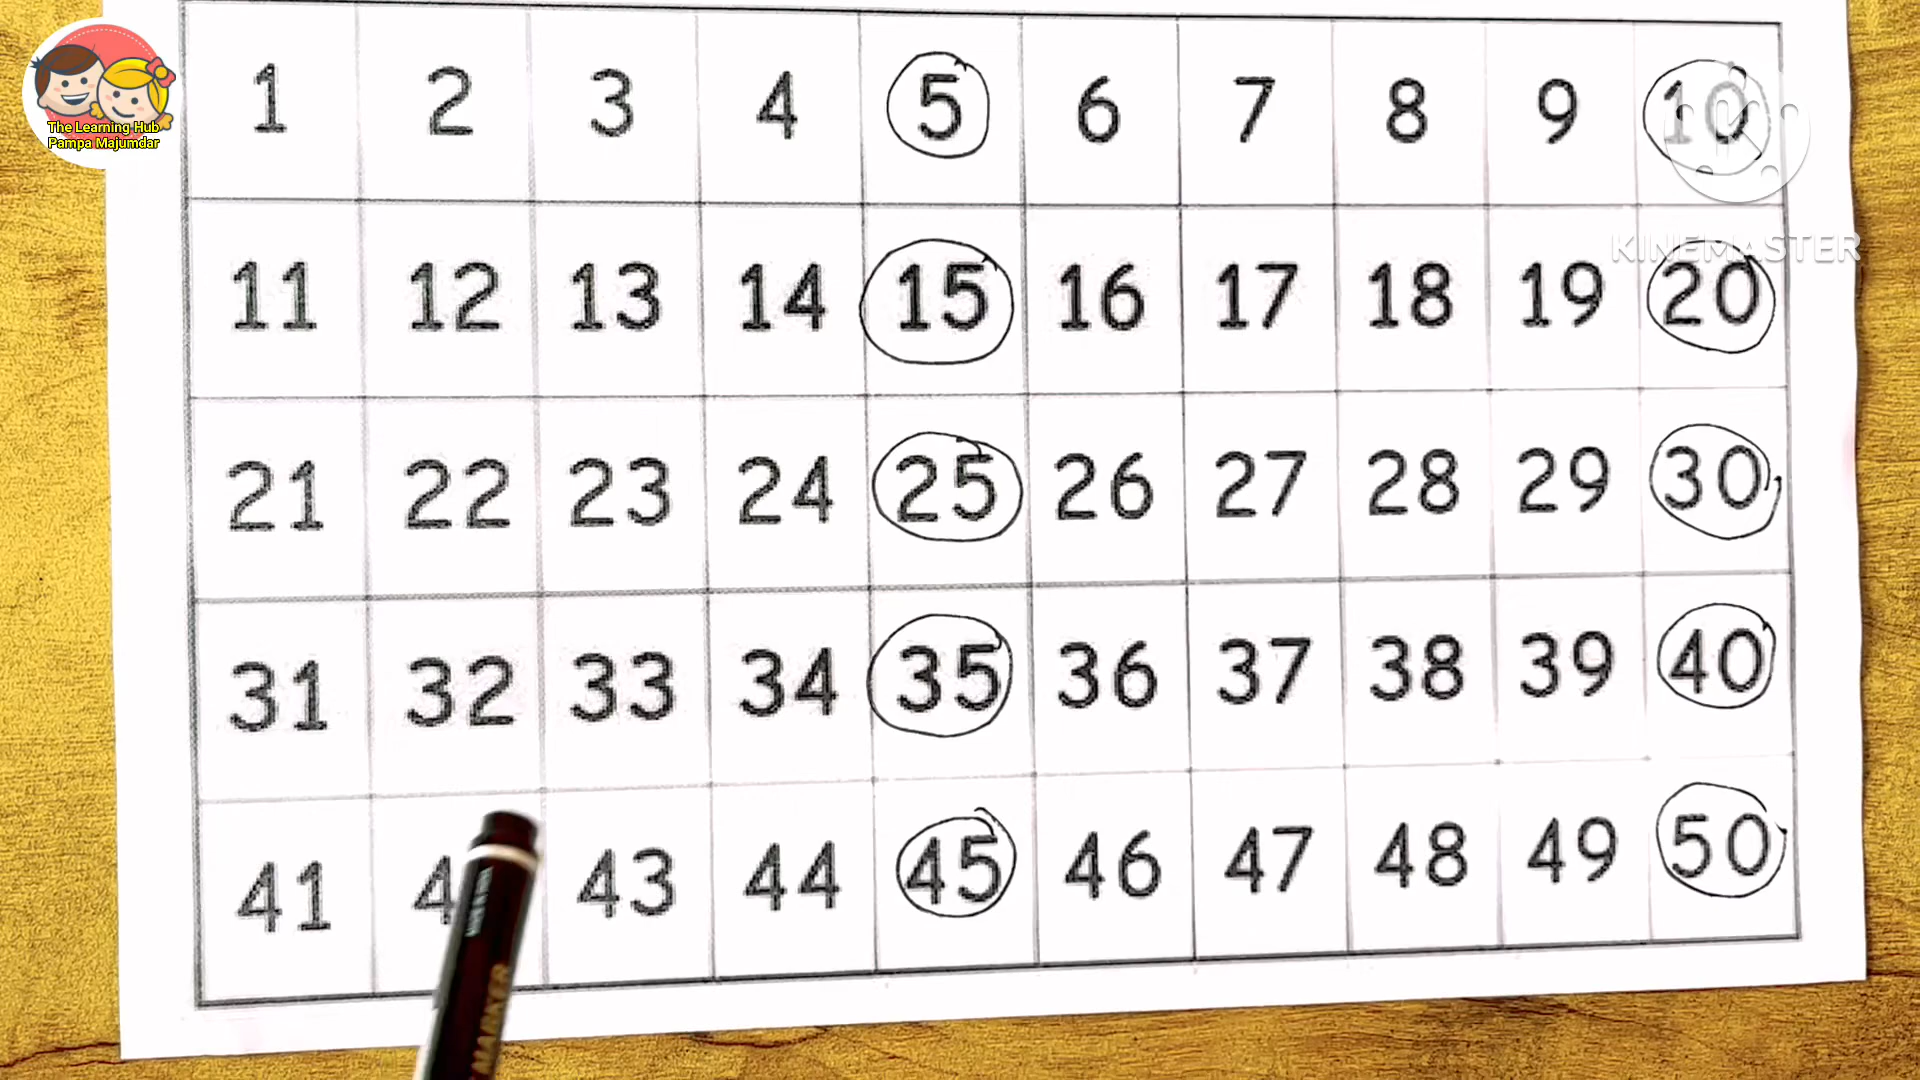 The Learning Hub
Pampa Majumdar
1 2 3 4 5 6 7 8 9 10
KINEMASTER
11 12 13 14 15 16 17 18 19 20
21 22 23 24 25 26 27 28 29 30
31 32 33 34 35 36 37 38 39 40
41 4 43 44 45 46 47 48 49 50
MARKER